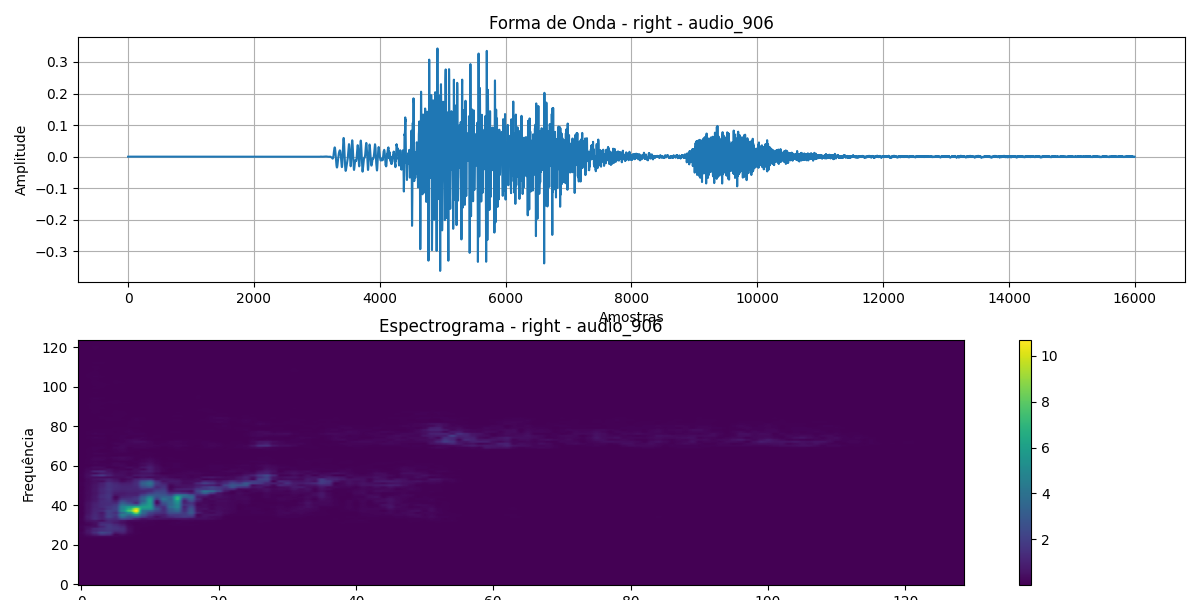 Forma de Onda - right - audio_906
Amplitude
0.3
0.2
0.1
0.0
−0.1
−0.2
−0.3
0 2000 4000 6000 8000 10000 12000 14000 16000
Amostras
Espectrograma - right - audio_906
Frequência
120
100
80
60
40
20
0
0 20 40 60 80 100 120
10
8
6
4
2